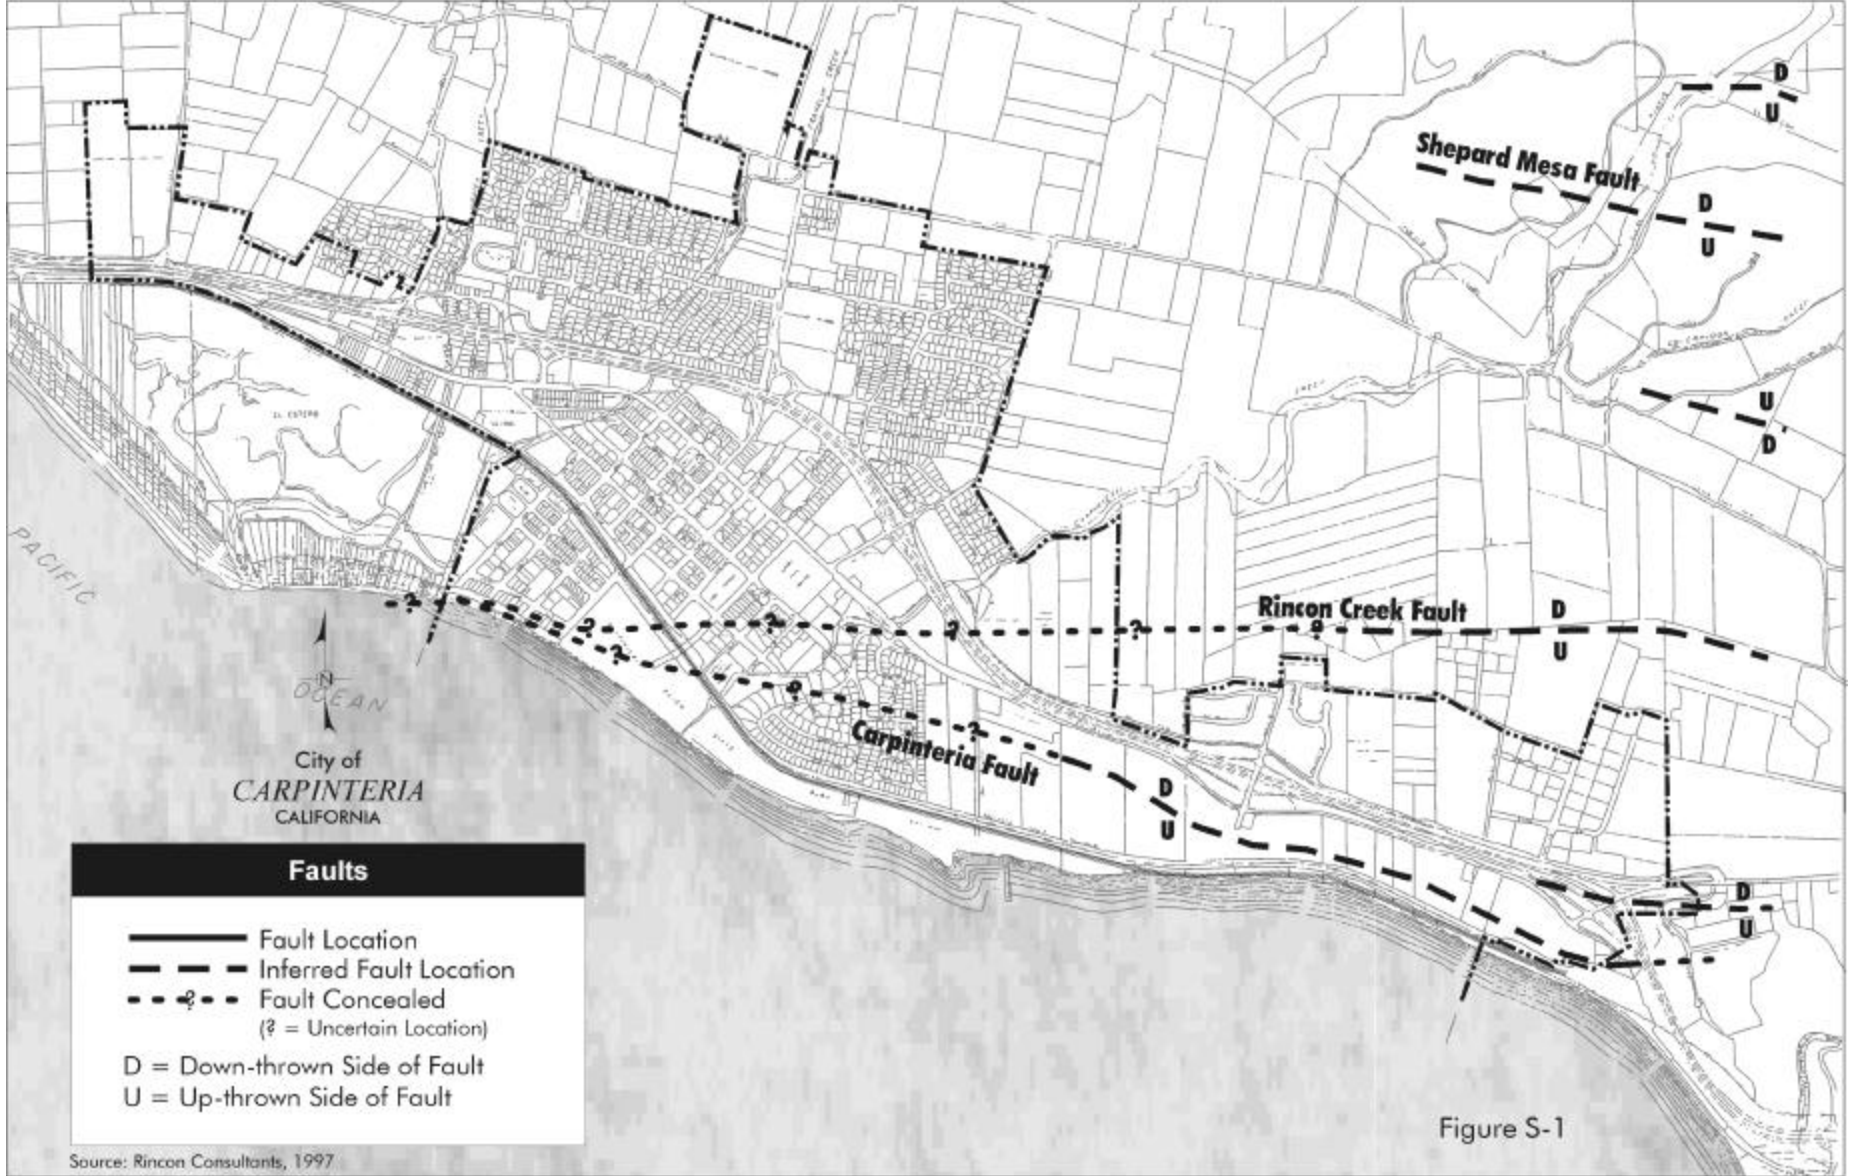 D
U
Shepard Mesa Fault
D
U
U
D
IL ESTERO
PACIFIC
OCEAN
N
?
?
?
?
?
?
?
?
?
Rincon Creek Fault
D
U
Carpinteria Fault
D
U
D
U
City of
CARPINTERIA
CALIFORNIA
Faults
Fault Location
Inferred Fault Location
? Fault Concealed
(? = Uncertain Location)
D = Down-thrown Side of Fault
U = Up-thrown Side of Fault
Figure S-1
Source: Rincon Consultants, 1997